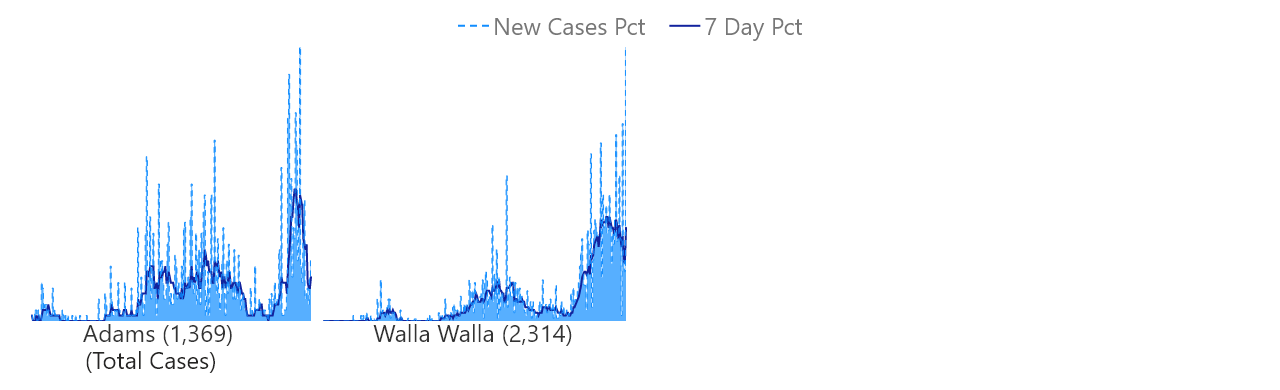 New Cases Pct 7 Day Pct
Adams (1,369) Walla Walla (2,314)
(Total Cases)